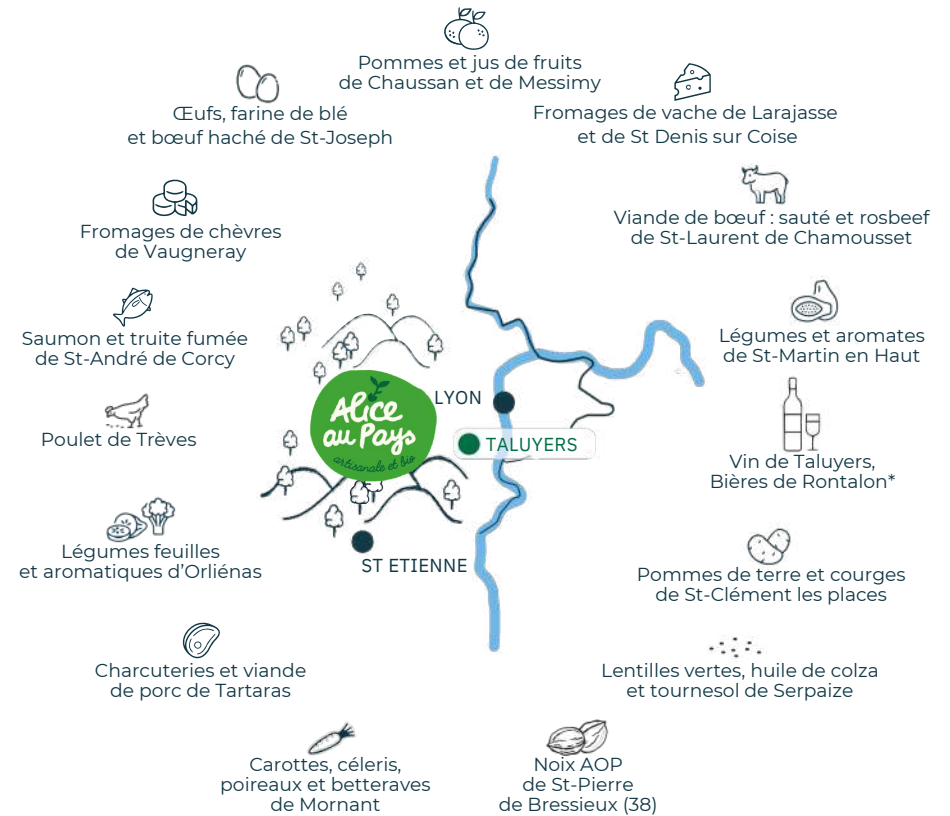 Pommes et jus de fruits
de Chaussan et de Messimy
Œufs, farine de blé
et bœuf haché de St-Joseph
Fromages de vache de Larajasse
et de St Denis sur Coise
Fromages de chèvres
de Vaugneray
Viande de bœuf : sauté et rosbeef
de St-Laurent de Chamousset
Saumon et truite fumée
de St-André de Corcy
Légumes et aromates
de St-Martin en Haut
Poulet de Trèves
Alice
au Pays
artisanale et bio
LYON
TALUYERS
Vin de Taluyers,
Bières de Rontalon*
ST ETIENNE
Légumes feuilles
et aromatiques d'Orliénas
Pommes de terre et courges
de St-Clément les places
Charcuteries et viande
de porc de Tartaras
Lentilles vertes, huile de colza
et tournesol de Serpaize
Carottes, céleris,
poireaux et betteraves
de Mornant
Noix AOP
de St-Pierre
de Bressieux (38)